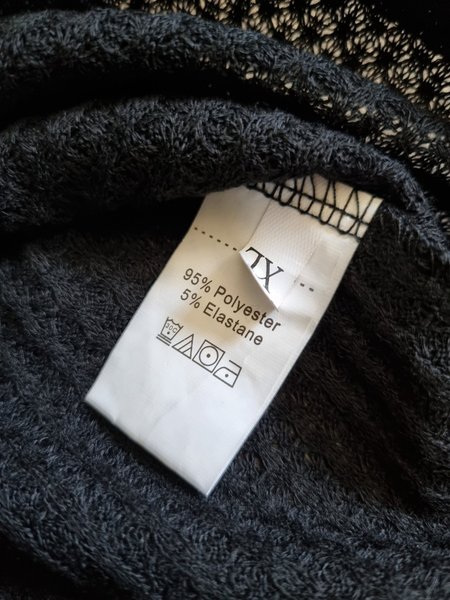 XL
95% Polyester
5% Elastane